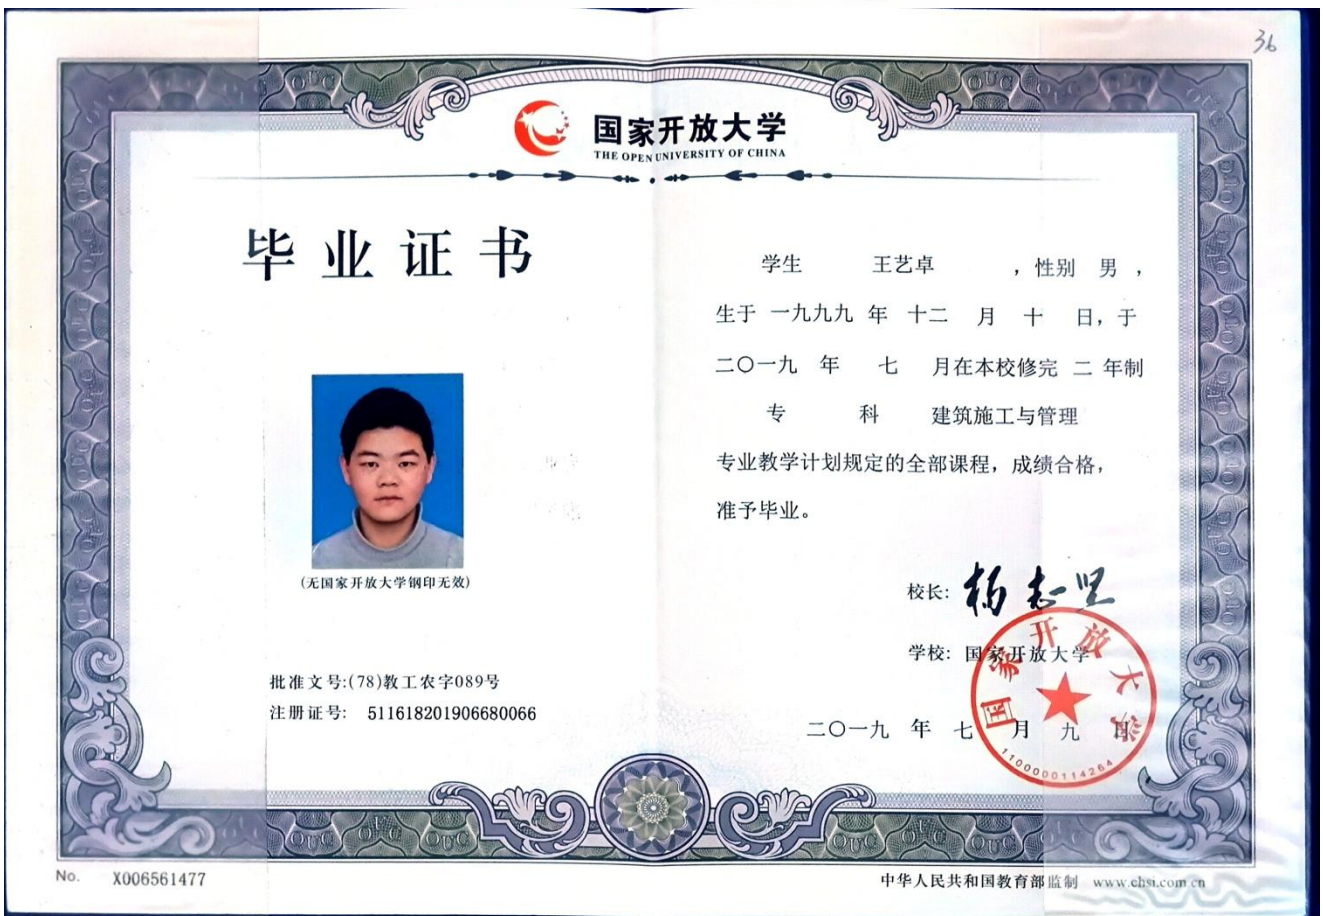 36
国家开放大学
THE OPEN UNIVERSITY OF CHINA
毕业证书
(无国家开放大学钢印无效)
批准文号:(78)教工农字089号
注册证号: 511618201906680066
学生 王艺卓 ,性别 男 ,
生于 一九九九 年 十二 月 十 日, 于
二〇一九 年 七 月在本校修完 二 年制
专 科 建筑施工与管理
专业教学计划规定的全部课程, 成绩合格,
准予毕业。
校长: 杨志坚
学校: 国家开放大学
二〇一九 年 七 月 九 日
国家开放大学
1100000114264
No. X006561477
中华人民共和国教育部监制 www.chsi.com.cn